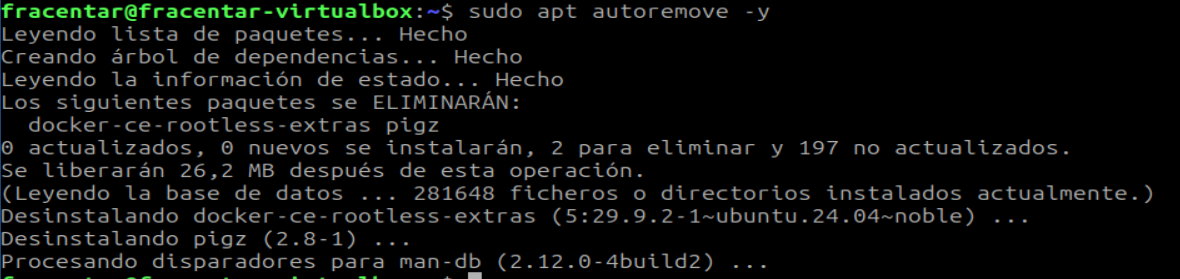 fracentar@fracentar-virtualbox:~$ sudo apt autoremove -y
Leyendo lista de paquetes... Hecho
Creando árbol de dependencias... Hecho
Leyendo la información de estado... Hecho
Los siguientes paquetes se ELIMINARÁN:
  docker-ce-rootless-extras pigz
0 actualizados, 0 nuevos se instalarán, 2 para eliminar y 197 no actualizados.
Se liberarán 26,2 MB después de esta operación.
(Leyendo la base de datos ... 281648 ficheros o directorios instalados actualmente.)
Desinstalando docker-ce-rootless-extras (5:29.9.2-1~ubuntu.24.04~noble) ...
Desinstalando pigz (2.8-1) ...
Procesando disparadores para man-db (2.12.0-4build2) ...